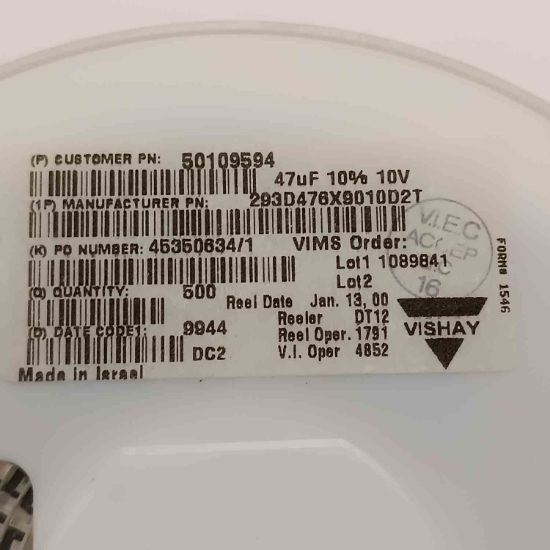 (P) CUSTOMER PN: 50109594
47uF 10% 10V
(1P) MANUFACTURER PN: 293D476X9010D2T
(K) PO NUMBER: 45350634/1 VIMS Order:
Lot1 1089841
Lot2
(Q) QUANTITY: 500
Reel Date Jan. 13, 00
Reeler DT12
(D) DATE CODE1: 9944
Reel Oper. 1791
DC2 V.I. Oper 4852
Made in Israel
V.I.E.C
16
VISHAY
FORM# 1546